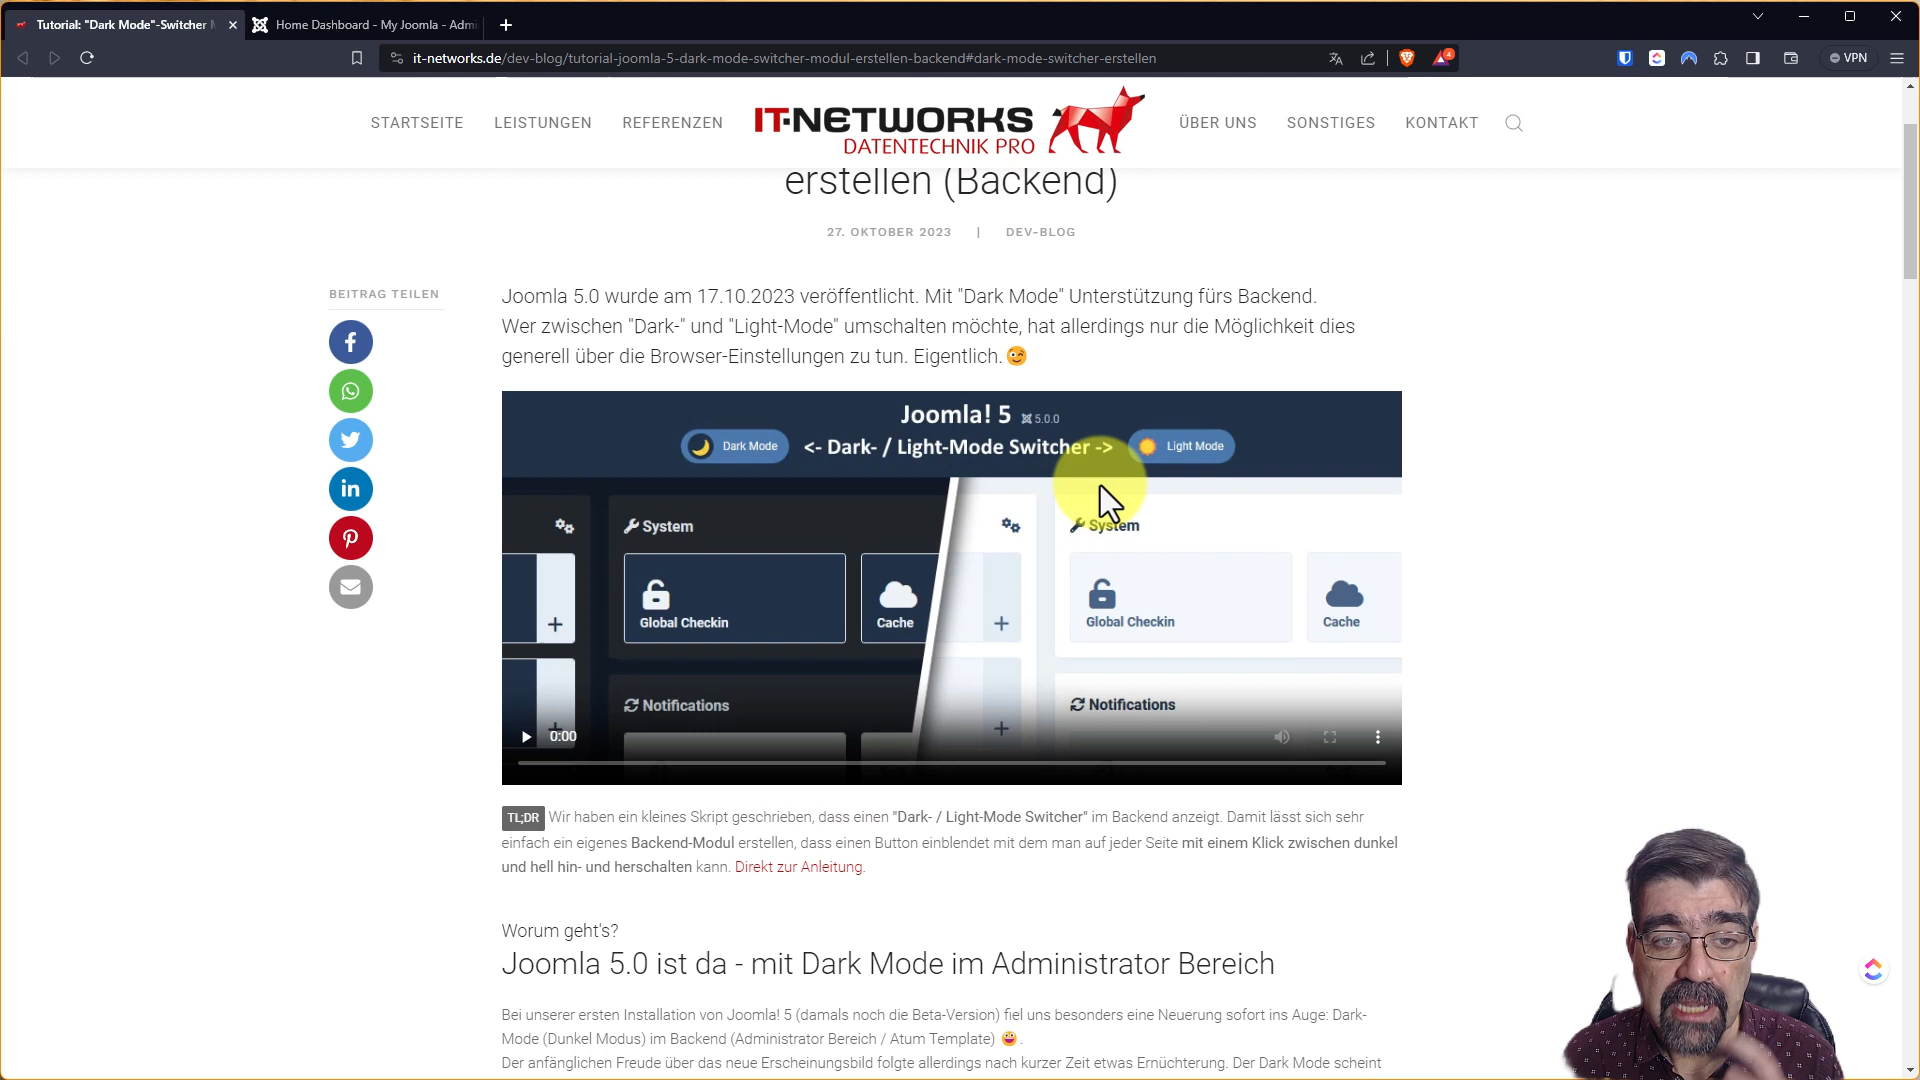 Tutorial: "Dark Mode"-Switcher
Home Dashboard - My Joomla - Admi
it-networks.de/dev-blog/tutorial-joomla-5-dark-mode-switcher-modul-erstellen-backend#dark-mode-switcher-erstellen
4
VPN
STARTSEITE
LEISTUNGEN
REFERENZEN
IT-NETWORKS
DATENTECHNIK PRO
ÜBER UNS
SONSTIGES
KONTAKT
erstellen (Backend)
27. OKTOBER 2023 | DEV-BLOG
BEITRAG TEILEN
Joomla 5.0 wurde am 17.10.2023 veröffentlicht. Mit "Dark Mode" Unterstützung fürs Backend.
Wer zwischen "Dark-" und "Light-Mode" umschalten möchte, hat allerdings nur die Möglichkeit dies
generell über die Browser-Einstellungen zu tun. Eigentlich. 😉
Joomla! 5 5.0.0
Dark Mode <- Dark- / Light-Mode Switcher -> Light Mode
System
System
Global Checkin
Cache
Global Checkin
Cache
Notifications
Notifications
0:00
TL;DR Wir haben ein kleines Skript geschrieben, dass einen "Dark- / Light-Mode Switcher" im Backend anzeigt. Damit lässt sich sehr
einfach ein eigenes Backend-Modul erstellen, dass einen Button einblendet mit dem man auf jeder Seite mit einem Klick zwischen dunkel
und hell hin- und herschalten kann. Direkt zur Anleitung.
Worum geht's?
Joomla 5.0 ist da - mit Dark Mode im Administrator Bereich
Bei unserer ersten Installation von Joomla! 5 (damals noch die Beta-Version) fiel uns besonders eine Neuerung sofort ins Auge: Dark-
Mode (Dunkel Modus) im Backend (Administrator Bereich / Atum Template) 😀 .
Der anfänglichen Freude über das neue Erscheinungsbild folgte allerdings nach kurzer Zeit etwas Ernüchterung. Der Dark Mode scheint